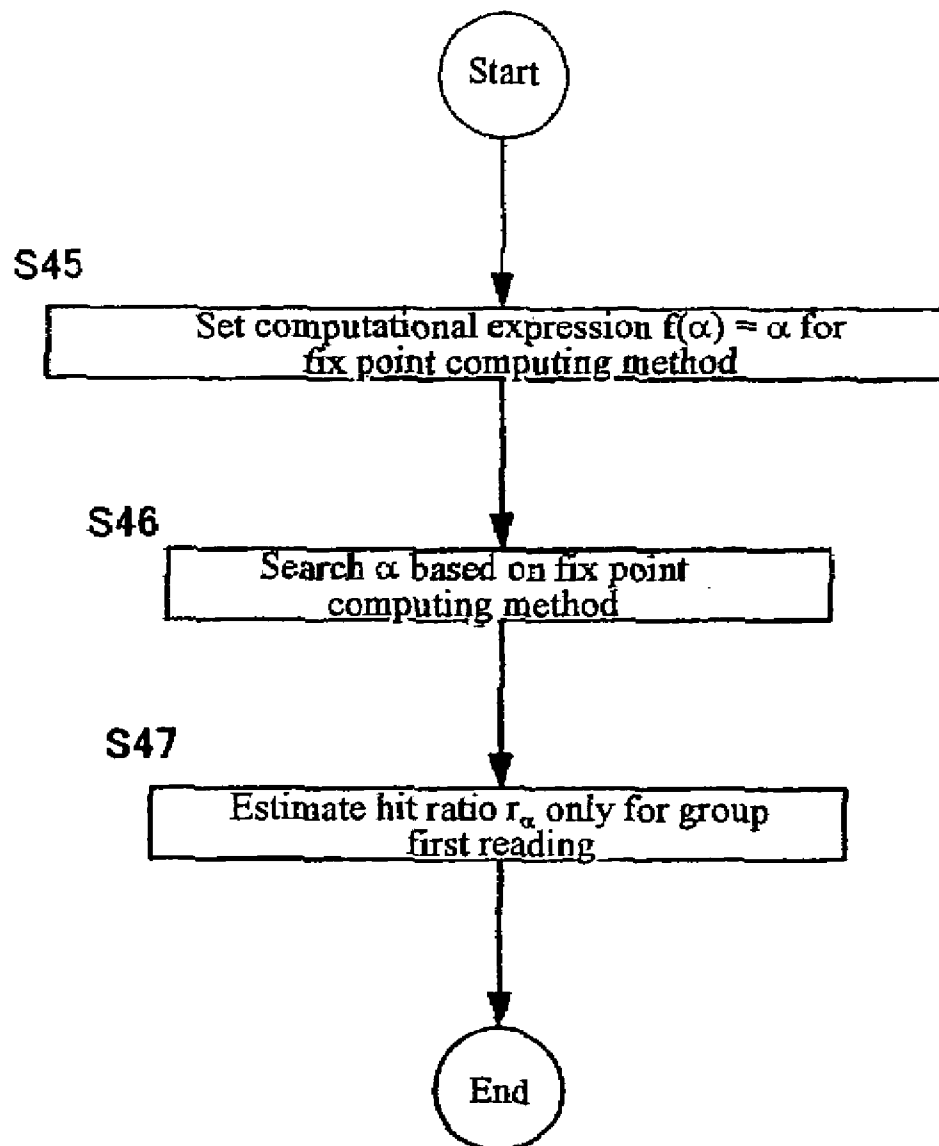 Start
S45
Set computational expression f(α) = α for
fix point computing method
S46
Search α based on fix point
computing method
S47
Estimate hit ratio rα only for group
first reading
End